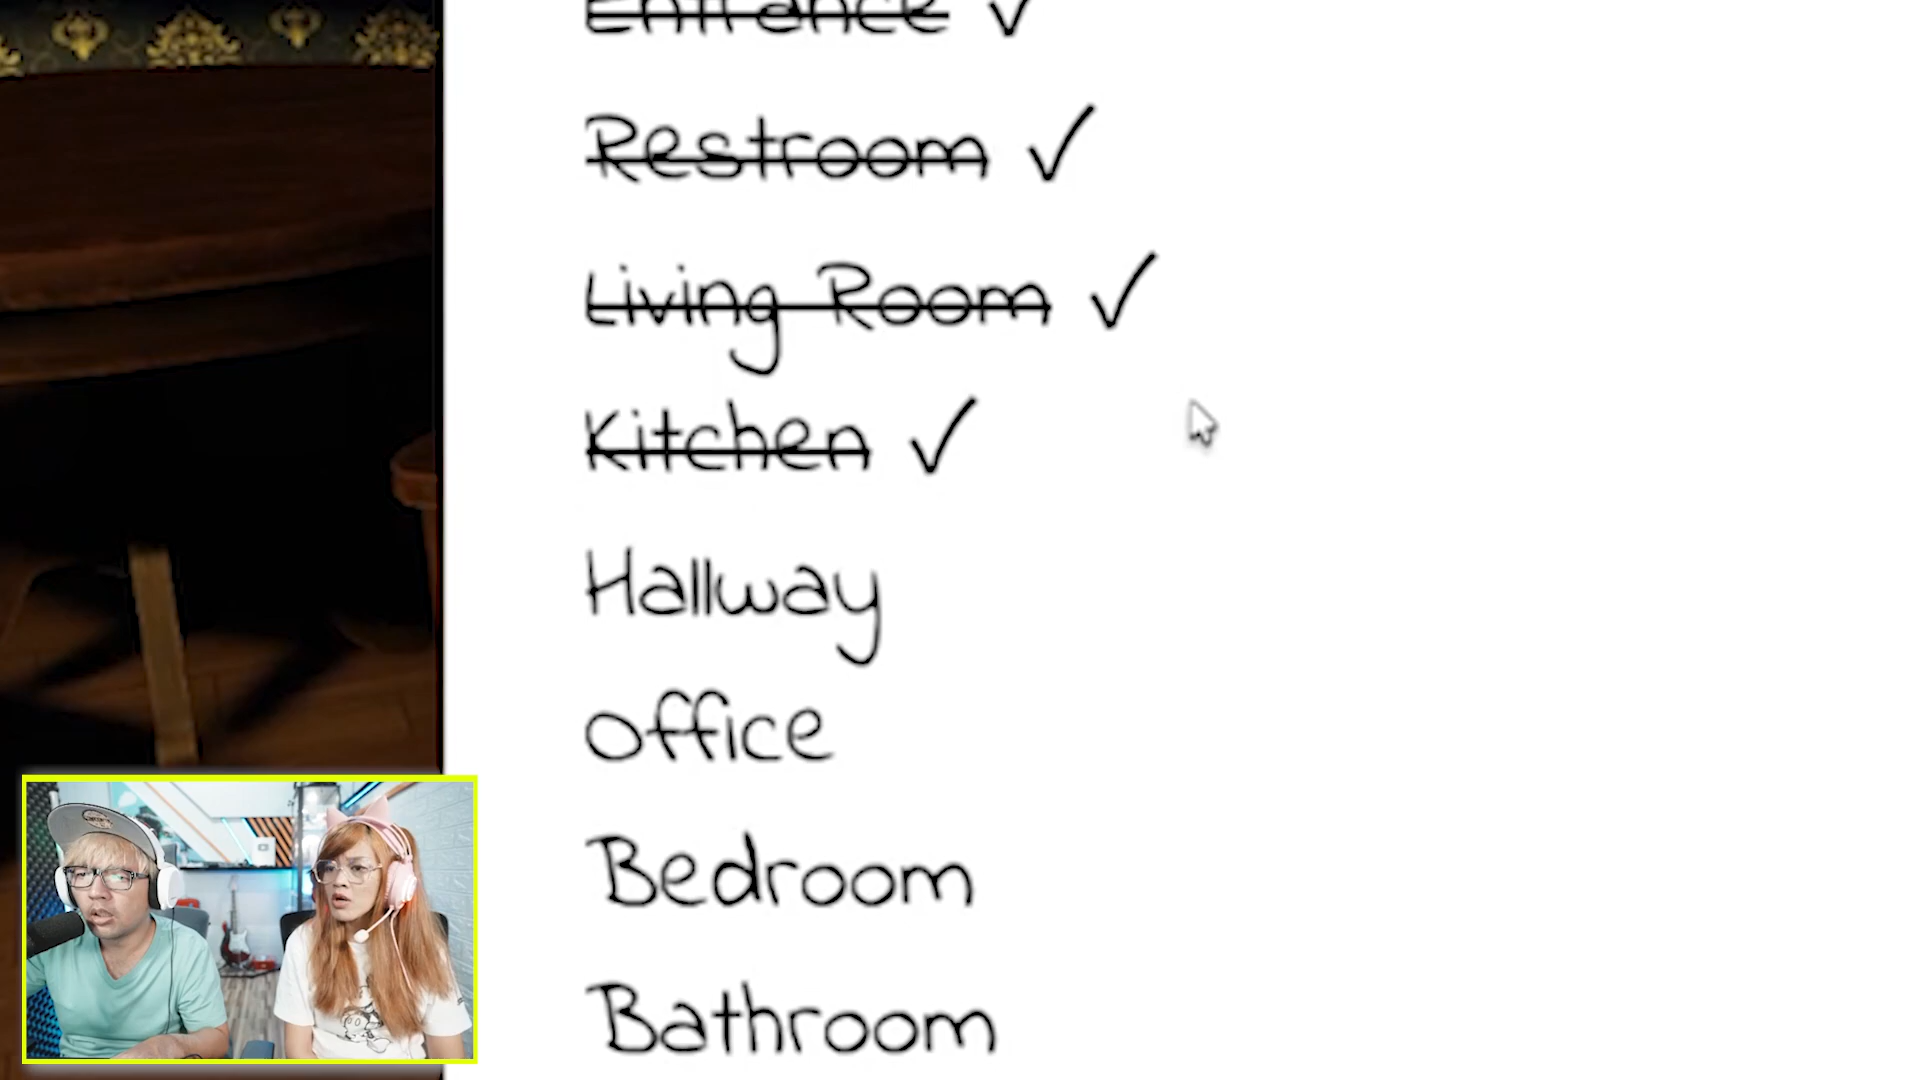 Entrance ✓
Restroom ✓
Living Room ✓
Kitchen ✓
Hallway
Office
Bedroom
Bathroom